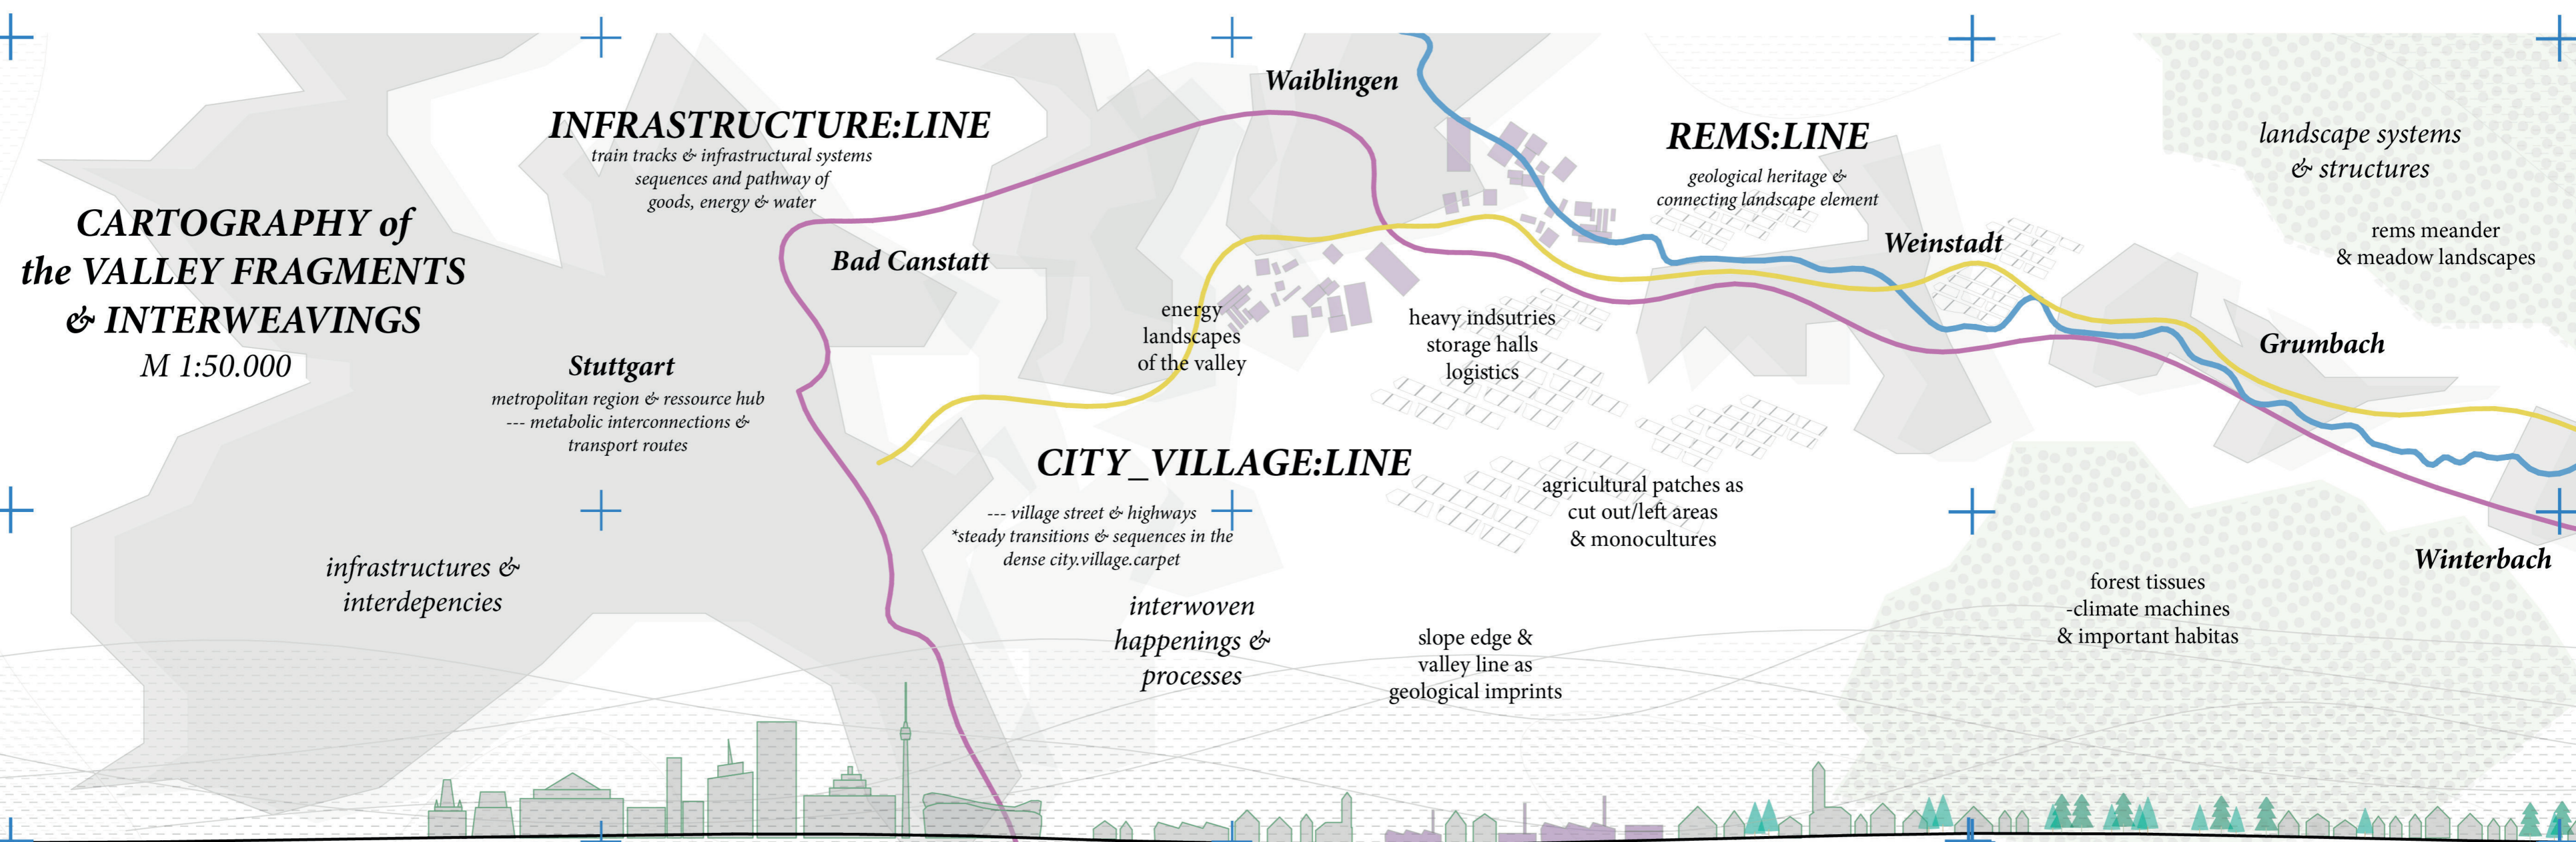 CARTOGRAPHY of
the VALLEY FRAGMENTS
& INTERWEAVINGS
M 1:50.000
INFRASTRUCTURE:LINE
train tracks & infrastructural systems
sequences and pathway of
goods, energy & water
Bad Canstatt
Stuttgart
metropolitan region & ressource hub
--- metabolic interconnections &
transport routes
infrastructures &
interdepencies
Waiblingen
energy
landscapes
of the valley
heavy indsutries
storage halls
logistics
CITY_VILLAGE:LINE
--- village street & highways
*steady transitions & sequences in the
dense city.village.carpet
interwoven
happenings &
processes
agricultural patches as
cut out/left areas
& monocultures
slope edge &
valley line as
geological imprints
REMS:LINE
geological heritage &
connecting landscape element
Weinstadt
landscape systems
& structures
rems meander
& meadow landscapes
Grumbach
Winterbach
forest tissues
-climate machines
& important habitas